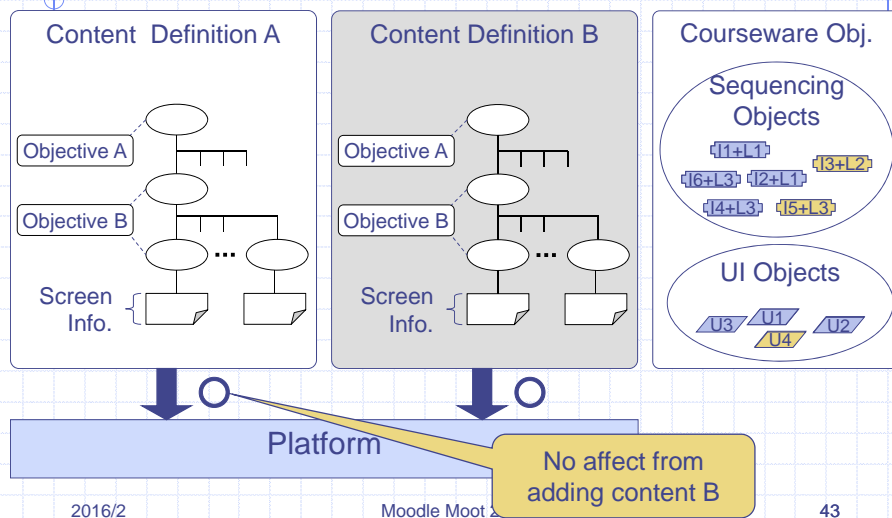 Content Definition A
Objective A
Objective B
...
Screen
Info.
Content Definition B
Objective A
Objective B
...
Screen
Info.
Courseware Obj.
Sequencing
Objects
I1+L1
I3+L2
I6+L3
I2+L1
I4+L3
I5+L3
UI Objects
U3
U1
U4
U2
Platform
No affect from
adding content B
2016/2
Moodle Moot
43